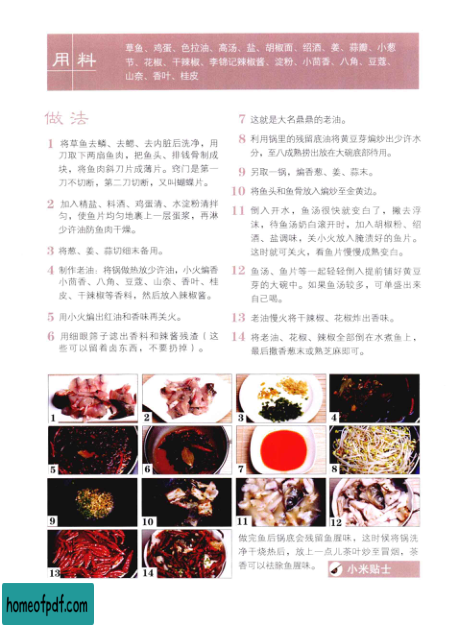 用料
草鱼、鸡蛋、色拉油、高汤、盐、胡椒面、绍酒、姜、蒜瓣、小葱
节、花椒、干辣椒、李锦记辣椒酱、淀粉、小茴香、八角、豆蔻、
山奈、香叶、桂皮
做法
1 将草鱼去鳞、去鳃、去内脏后洗净，用
刀取下两扇鱼肉，把鱼头、排钱骨制成
块，将鱼肉斜刀片成薄片。窍门是第一
刀不切断，第二刀切断，又叫蝴蝶片。
2 加入精盐、料酒、鸡蛋清、水淀粉清拌
匀，使鱼片均匀地裹上一层蛋浆，再淋
少许油防鱼肉干燥。
3 将葱、姜、蒜切细末备用。
4 制作老油：将锅做热放少许油，小火煸香
小茴香、八角、豆蔻、山奈、香叶、桂
皮、干辣椒等香料，然后放入辣椒酱。
5 用小火煸出红油和香味再关火。
6 用细眼筛子滤出香料和辣酱残渣（这
些可以留着卤东西，不要扔掉）。
7 这就是大名鼎鼎的老油。
8 利用锅里的残留底油将黄豆芽煸炒出少许水
分，至八成熟捞出放在大碗底部待用。
9 另取一锅，煸香葱、姜、蒜末。
10 将鱼头和鱼骨放入煸炒至金黄边。
11 倒入开水，鱼汤很快就变白了，撇去浮
沫，待鱼汤奶白滚开时，加入胡椒粉、绍
酒、盐调味，关小火放入腌渍好的鱼片。
这时就可关火，看鱼片慢慢成熟变白。
12 鱼汤、鱼片等一起轻轻倒入提前铺好黄豆
芽的大碗中。如果鱼汤较多，可单盛出来
自己喝。
13 老油慢火将干辣椒、花椒炸出香味。
14 将老油、花椒、辣椒全部倒在水煮鱼上，
最后撒香葱末或熟芝麻即可。
1
2
3
4
5
6
7
8
9
10
11
12
13
14
做完鱼后锅底会残留鱼腥味，这时候将锅洗
净干烧热后，放上一点儿茶叶炒至冒烟，茶
香可以祛除鱼腥味。
小米贴士
homeofpdf.com